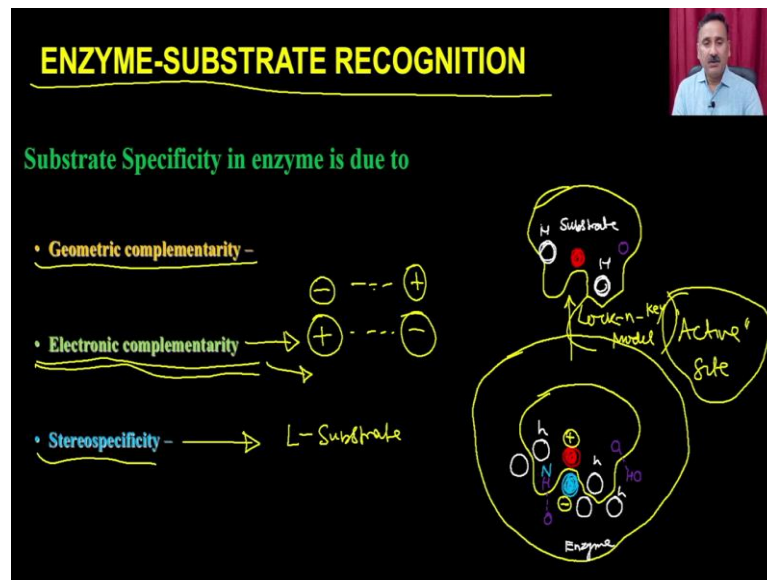 ENZYME-SUBSTRATE RECOGNITION
Substrate Specificity in enzyme is due to
• Geometric complementarity –
− ---- +
• Electronic complementarity
+ ---- −
• Stereospecificity –
L-Substrate
Substrate
H
O
H
Lock-n-key
Model
"Active"
Site
h
+
h
N
H
O
−
h
HO
Enzyme